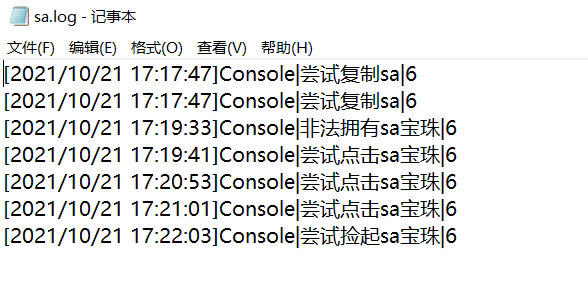 sa.log - 记事本
文件(F) 编辑(E) 格式(O) 查看(V) 帮助(H)
[2021/10/21 17:17:47]Console|尝试复制sa|6
[2021/10/21 17:17:47]Console|尝试复制sa|6
[2021/10/21 17:19:33]Console|非法拥有sa宝珠|6
[2021/10/21 17:19:41]Console|尝试点击sa宝珠|6
[2021/10/21 17:20:53]Console|尝试点击sa宝珠|6
[2021/10/21 17:21:01]Console|尝试点击sa宝珠|6
[2021/10/21 17:22:03]Console|尝试捡起sa宝珠|6